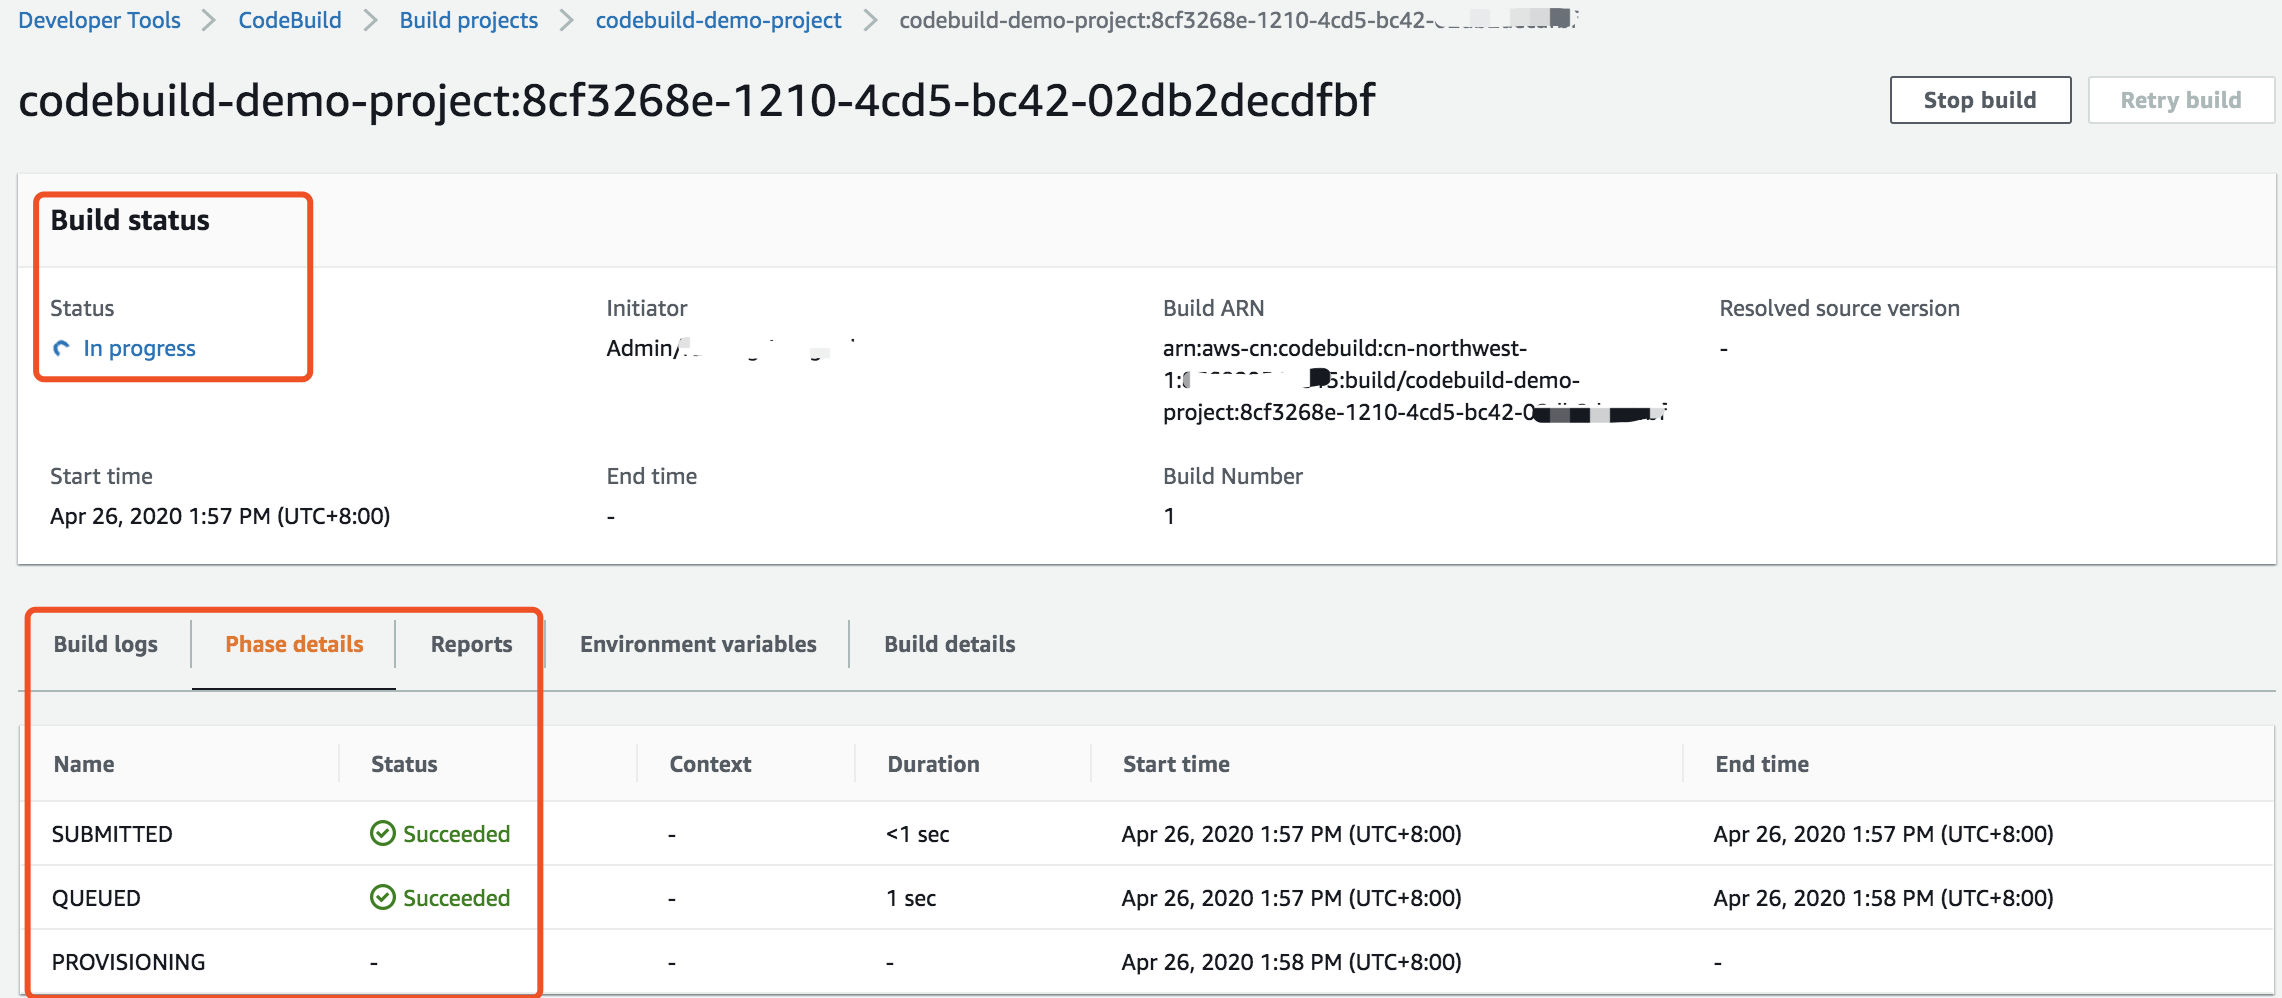 Developer Tools > CodeBuild > Build projects > codebuild-demo-project > codebuild-demo-project:8cf3268e-1210-4cd5-bc42-
codebuild-demo-project:8cf3268e-1210-4cd5-bc42-02db2decdfbf
Stop build
Retry build
Build status
Status
Initiator
Build ARN
Resolved source version
In progress
Admin/
arn:aws-cn:codebuild:cn-northwest-
-
1: 5:build/codebuild-demo-
project:8cf3268e-1210-4cd5-bc42-0
Start time
End time
Build Number
Apr 26, 2020 1:57 PM (UTC+8:00)
-
1
Build logs
Phase details
Reports
Environment variables
Build details
Name Status Context Duration Start time End time
SUBMITTED Succeeded - <1 sec Apr 26, 2020 1:57 PM (UTC+8:00) Apr 26, 2020 1:57 PM (UTC+8:00)
QUEUED Succeeded - 1 sec Apr 26, 2020 1:57 PM (UTC+8:00) Apr 26, 2020 1:58 PM (UTC+8:00)
PROVISIONING - - - Apr 26, 2020 1:58 PM (UTC+8:00) -